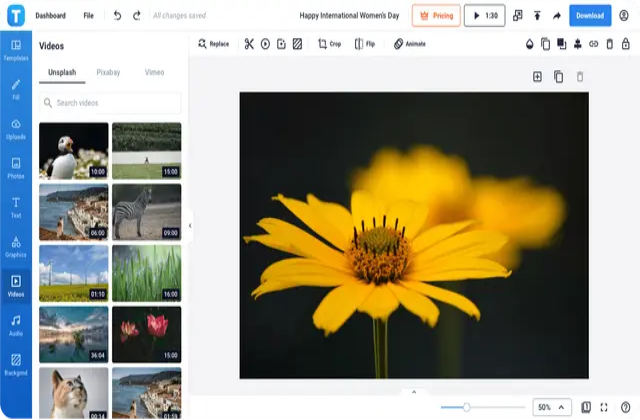 T
Dashboard File All changes saved Happy International Women's Day Pricing 1:30 Download
Templates
Fill
Uploads
Photos
Text
Graphics
Videos
Audio
Backgrnd
Videos
Unsplash Pixabay Vimeo
Search videos
10:00 15:00
06:00 09:00
01:10 16:00
36:04 15:00
00:14 01:59
Replace Crop Flip Animate
50%